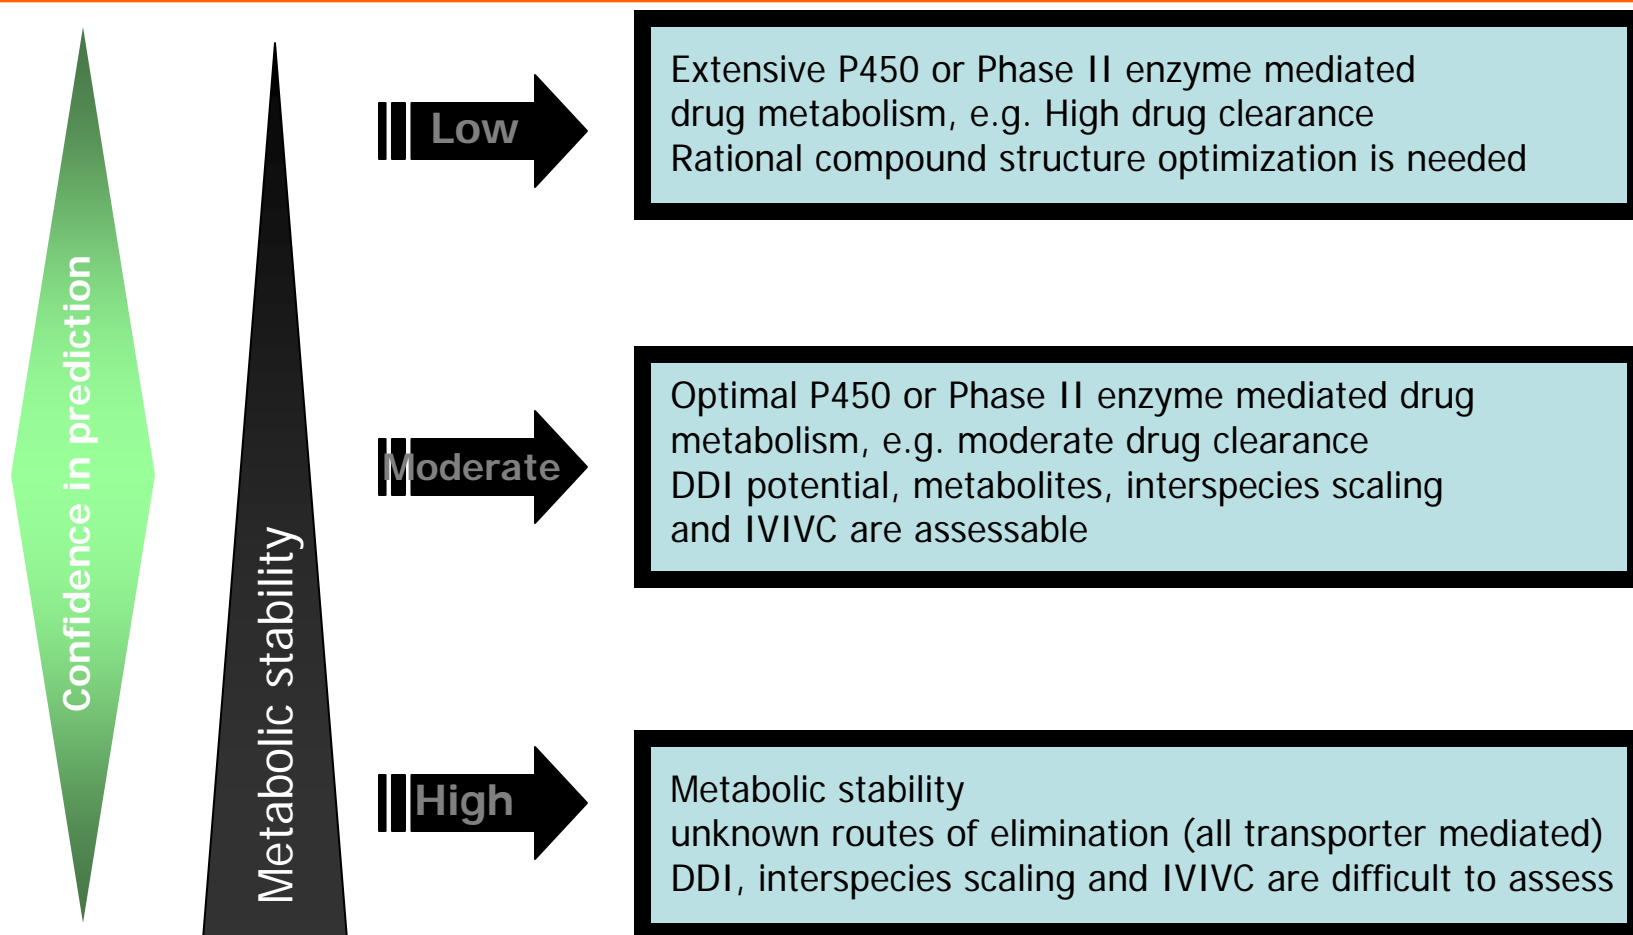 Confidence in prediction
Metabolic stability
Low
Extensive P450 or Phase II enzyme mediated
drug metabolism, e.g. High drug clearance
Rational compound structure optimization is needed
Moderate
Optimal P450 or Phase II enzyme mediated drug
metabolism, e.g. moderate drug clearance
DDI potential, metabolites, interspecies scaling
and IVIVC are assessable
High
Metabolic stability
unknown routes of elimination (all transporter mediated)
DDI, interspecies scaling and IVIVC are difficult to assess